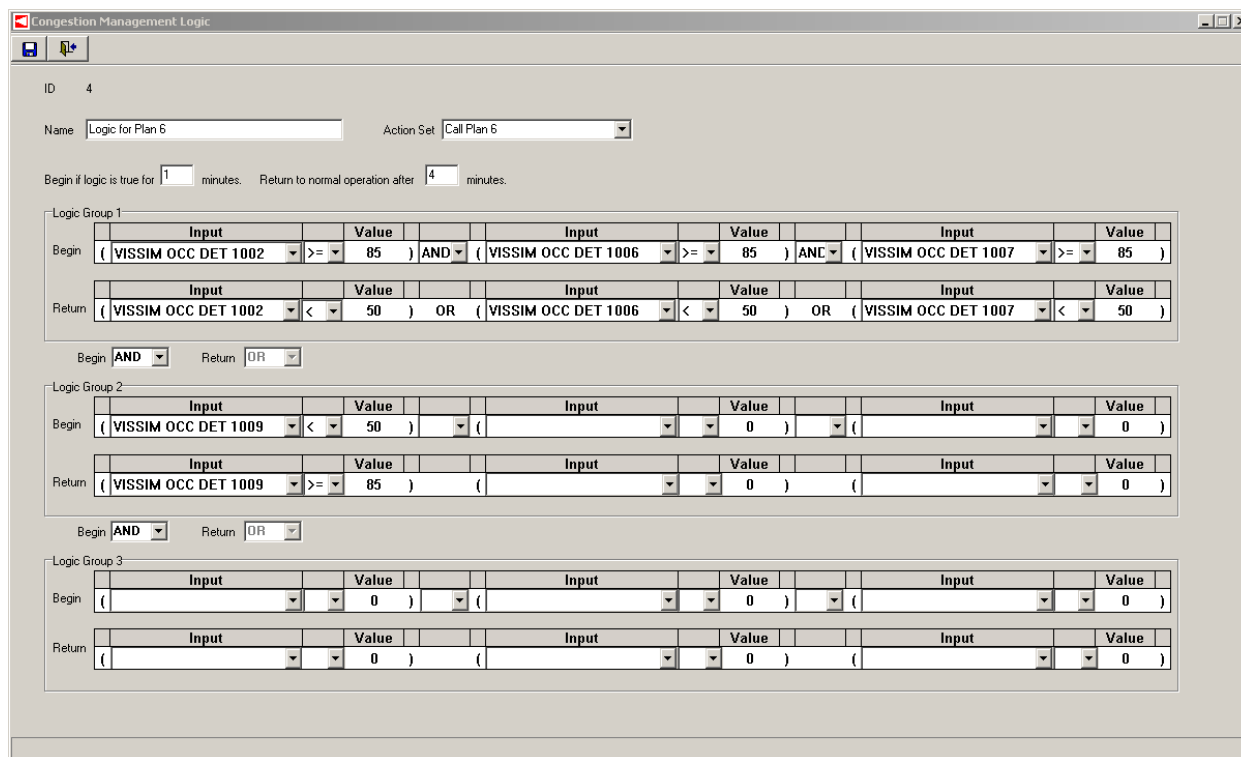 Congestion Management Logic
ID 4
Name Logic for Plan 6 Action Set Call Plan 6
Begin if logic is true for 1 minutes. Return to normal operation after 4 minutes.
Logic Group 1
Input Value Input Value Input Value
Begin ( VISSIM OCC DET 1002 >= 85 ) AND ( VISSIM OCC DET 1006 >= 85 ) AND ( VISSIM OCC DET 1007 >= 85 )
Input Value Input Value Input Value
Return ( VISSIM OCC DET 1002 < 50 ) OR ( VISSIM OCC DET 1006 < 50 ) OR ( VISSIM OCC DET 1007 < 50 )
Begin AND Return OR
Logic Group 2
Input Value Input Value Input Value
Begin ( VISSIM OCC DET 1009 < 50 ) ( 0 ) ( 0 )
Input Value Input Value Input Value
Return ( VISSIM OCC DET 1009 >= 85 ) ( 0 ) ( 0 )
Begin AND Return OR
Logic Group 3
Input Value Input Value Input Value
Begin ( 0 ) ( 0 ) ( 0 )
Input Value Input Value Input Value
Return ( 0 ) ( 0 ) ( 0 )